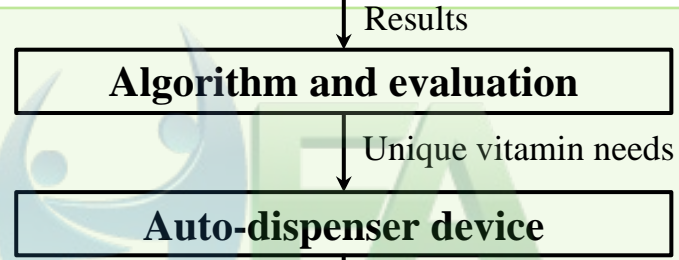 Results
Algorithm and evaluation
Unique vitamin needs
Auto-dispenser device